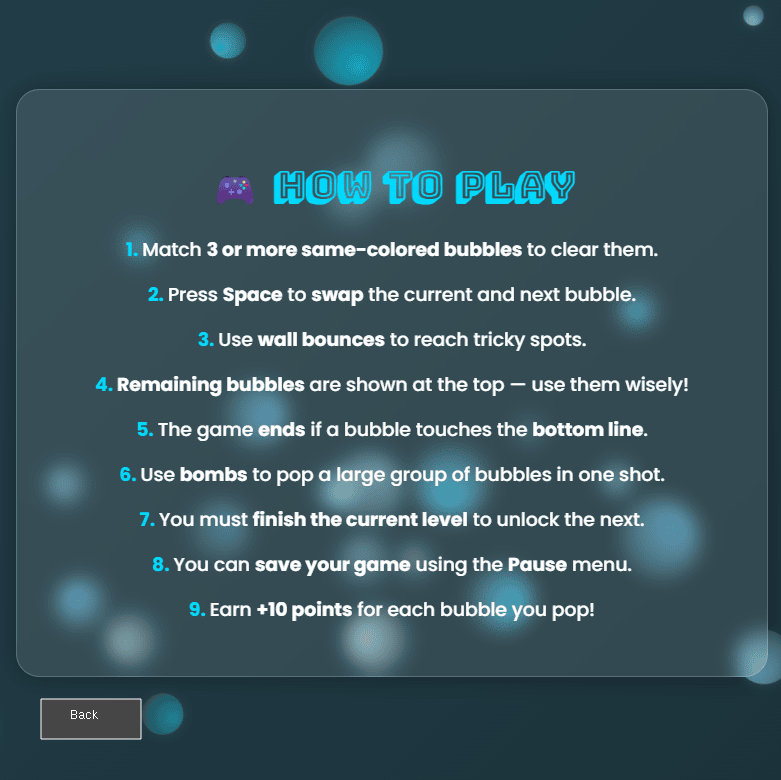 HOW TO PLAY
1. Match 3 or more same-colored bubbles to clear them.
2. Press Space to swap the current and next bubble.
3. Use wall bounces to reach tricky spots.
4. Remaining bubbles are shown at the top — use them wisely!
5. The game ends if a bubble touches the bottom line.
6. Use bombs to pop a large group of bubbles in one shot.
7. You must finish the current level to unlock the next.
8. You can save your game using the Pause menu.
9. Earn +10 points for each bubble you pop!
Back